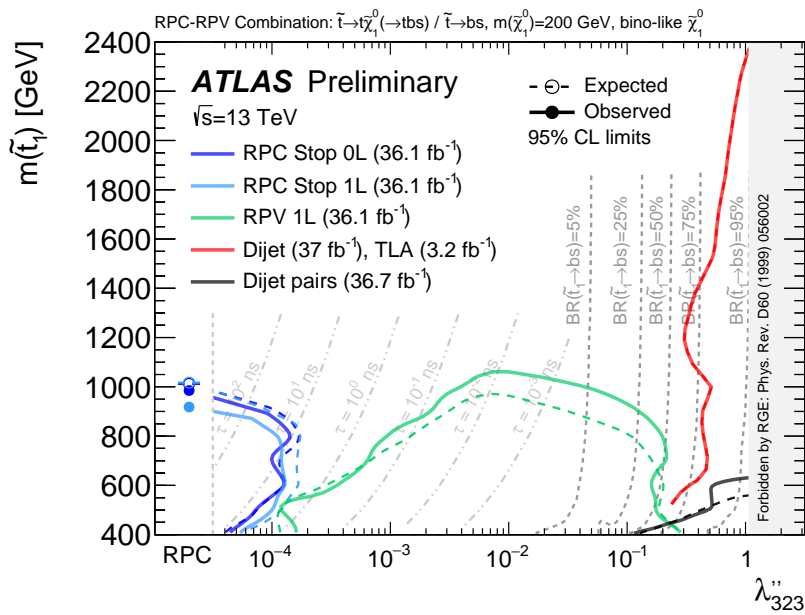 RPC-RPV Combination: t̃→tχ̃₁⁰(→tbs) / t̃→bs, m(χ̃₁⁰)=200 GeV, bino-like χ̃₁⁰
m(t̃₁) [GeV]
2400
2200
2000
1800
1600
1400
1200
1000
800
600
400
ATLAS Preliminary
√s=13 TeV
RPC Stop 0L (36.1 fb⁻¹)
RPC Stop 1L (36.1 fb⁻¹)
RPV 1L (36.1 fb⁻¹)
Dijet (37 fb⁻¹), TLA (3.2 fb⁻¹)
Dijet pairs (36.7 fb⁻¹)
Expected
Observed
95% CL limits
τ = 10² ns
τ = 10¹ ns
τ = 10⁰ ns
τ = 10⁻¹ ns
τ = 10⁻² ns
τ = 10⁻³ ns
BR(t̃₁→bs)=5%
BR(t̃₁→bs)=25%
BR(t̃₁→bs)=50%
BR(t̃₁→bs)=75%
BR(t̃₁→bs)=95%
Forbidden by RGE: Phys. Rev. D60 (1999) 056002
RPC
10⁻⁴
10⁻³
10⁻²
10⁻¹
1
λ''₃₂₃